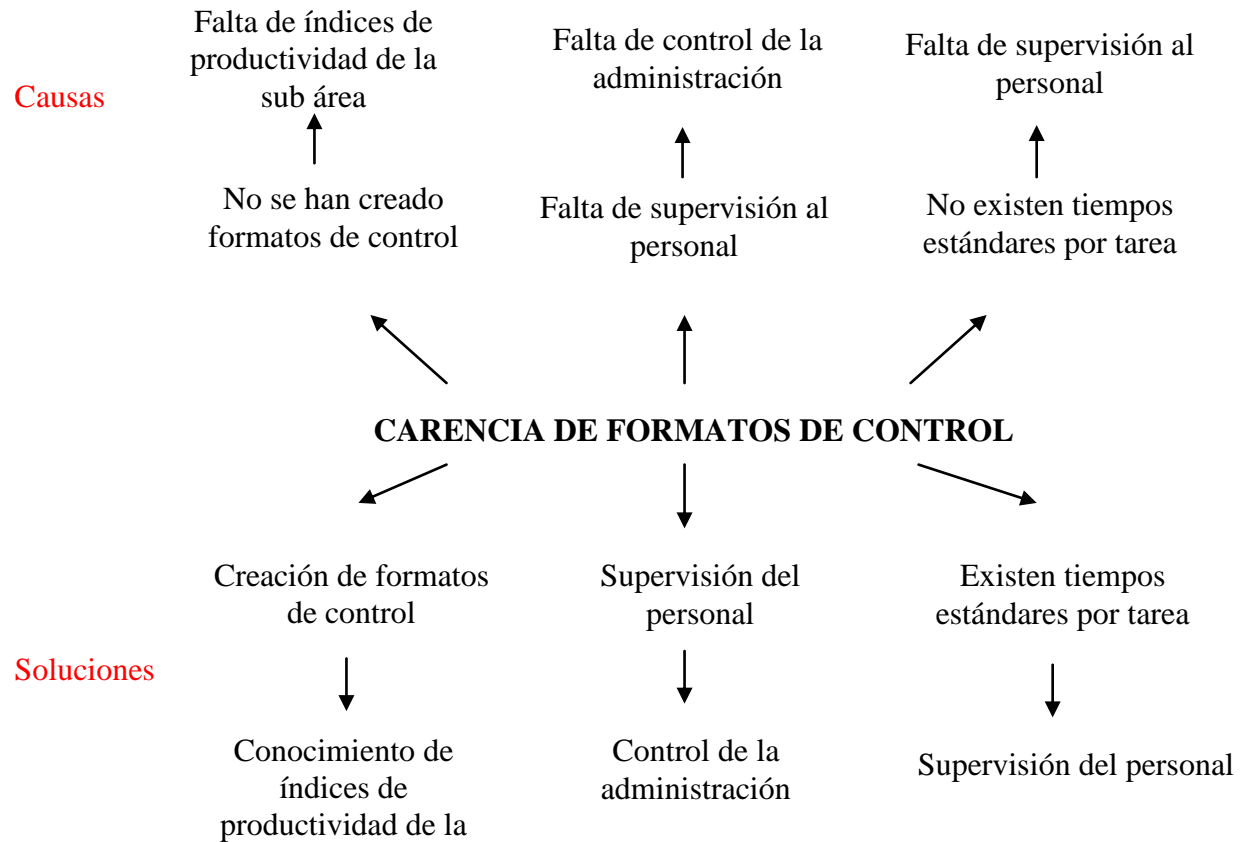 Falta de índices de
productividad de la
sub área
Falta de control de la
administración
Falta de supervisión al
personal
Causas
No se han creado
formatos de control
Falta de supervisión al
personal
No existen tiempos
estándares por tarea
CARENCIA DE FORMATOS DE CONTROL
Creación de formatos
de control
Supervisión del
personal
Existen tiempos
estándares por tarea
Soluciones
Conocimiento de
índices de
productividad de la
Control de la
administración
Supervisión del personal